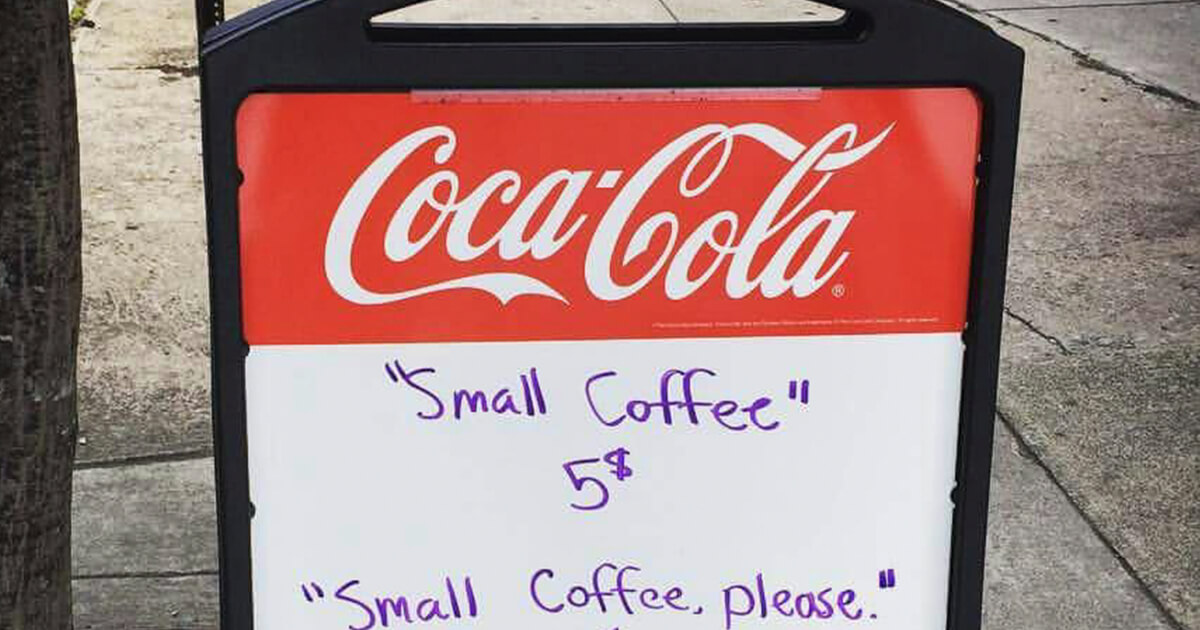 Coca-Cola®
"Small Coffee"
5$
"Small Coffee, please."